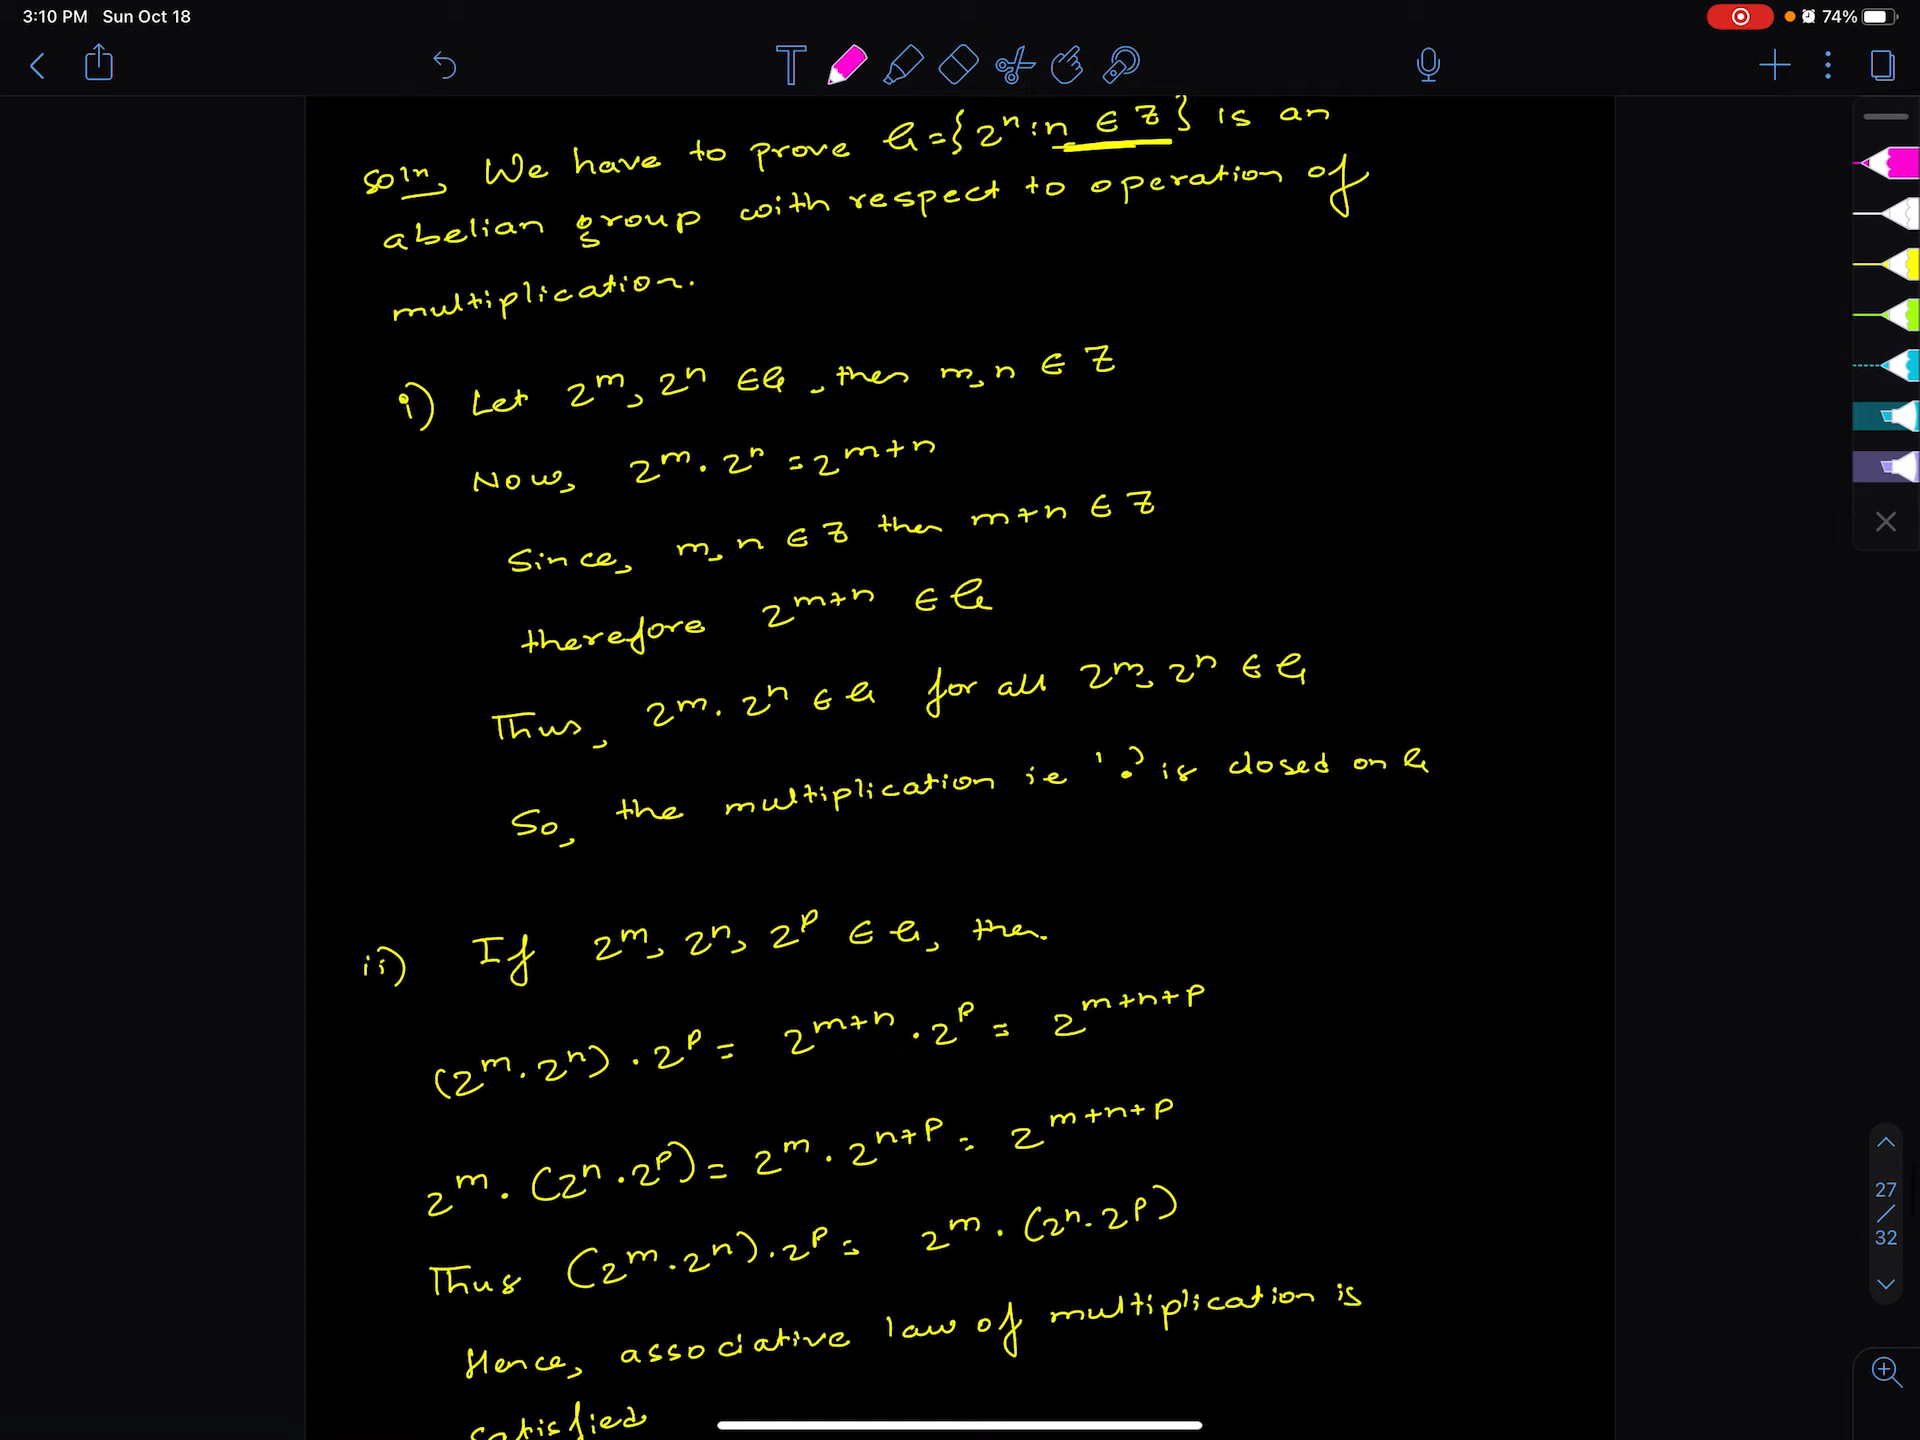 3:10 PM Sun Oct 18
74%
Soln, We have to prove G={2ⁿ:n ∈ Z} is an
abelian group with respect to operation of
multiplication.
i) Let 2ᵐ, 2ⁿ ∈ G, then m, n ∈ Z
Now, 2ᵐ · 2ⁿ = 2ᵐ⁺ⁿ
Since, m, n ∈ Z then m+n ∈ Z
therefore 2ᵐ⁺ⁿ ∈ G
Thus, 2ᵐ · 2ⁿ ∈ G for all 2ᵐ, 2ⁿ ∈ G
So, the multiplication ie '.' is closed on G
ii) If 2ᵐ, 2ⁿ, 2ᵖ ∈ G, then.
(2ᵐ · 2ⁿ) · 2ᵖ = 2ᵐ⁺ⁿ · 2ᵖ = 2ᵐ⁺ⁿ⁺ᵖ
2ᵐ · (2ⁿ · 2ᵖ) = 2ᵐ · 2ⁿ⁺ᵖ = 2ᵐ⁺ⁿ⁺ᵖ
Thus (2ᵐ · 2ⁿ) · 2ᵖ = 2ᵐ · (2ⁿ · 2ᵖ)
Hence, associative law of multiplication is
satisfied
27
/
32